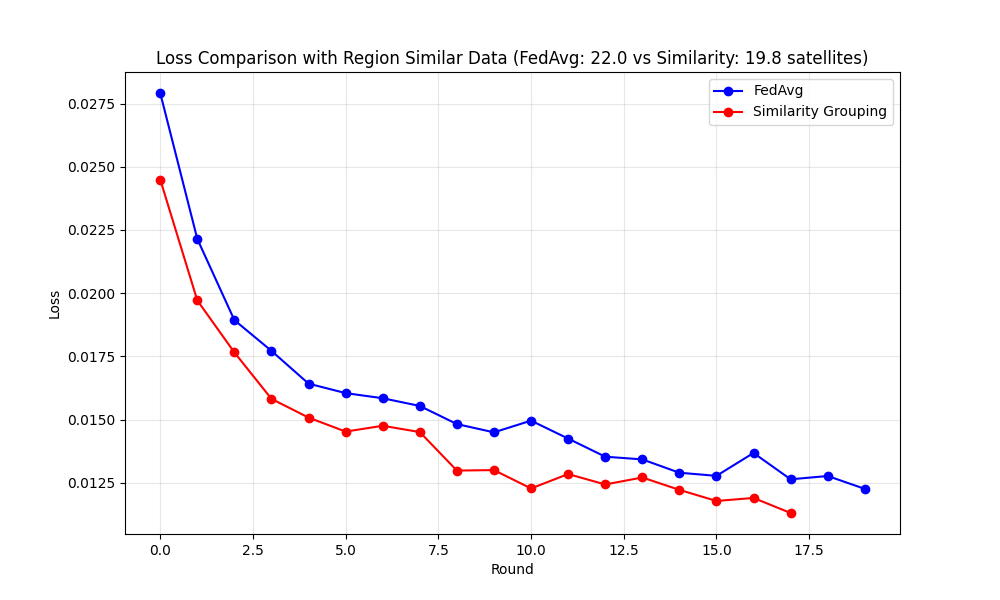 Loss Comparison with Region Similar Data (FedAvg: 22.0 vs Similarity: 19.8 satellites)
FedAvg
Similarity Grouping
Loss
0.0275
0.0250
0.0225
0.0200
0.0175
0.0150
0.0125
0.0 2.5 5.0 7.5 10.0 12.5 15.0 17.5
Round